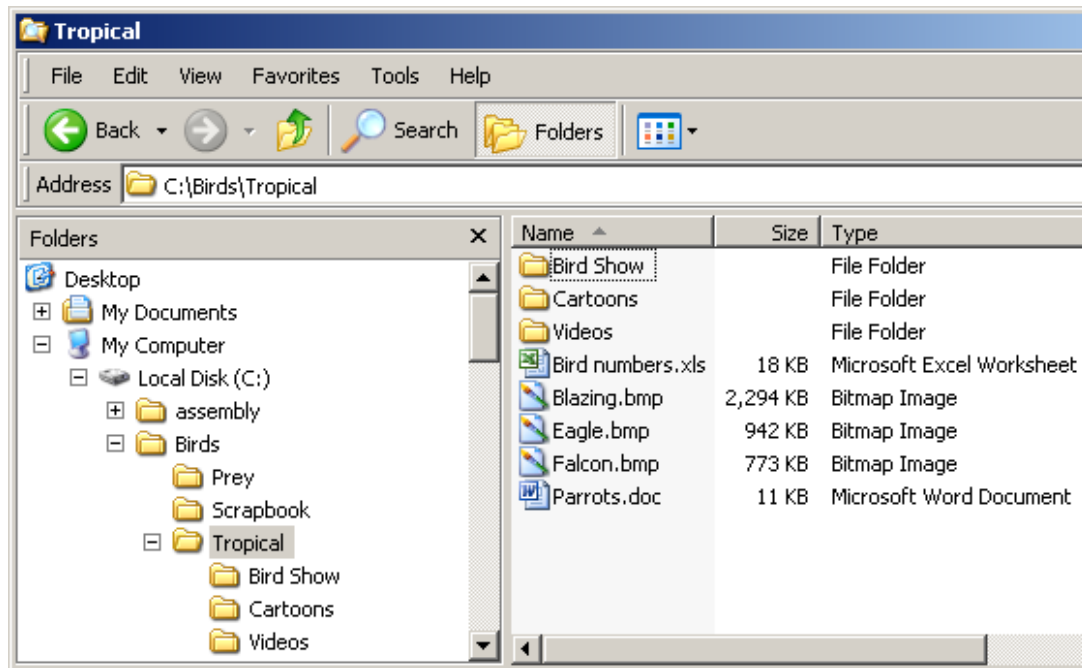 Tropical
File Edit View Favorites Tools Help
Back Search Folders
Address C:\Birds\Tropical
Folders
Desktop
My Documents
My Computer
Local Disk (C:)
assembly
Birds
Prey
Scrapbook
Tropical
Bird Show
Cartoons
Videos
Name Size Type
Bird Show File Folder
Cartoons File Folder
Videos File Folder
Bird numbers.xls 18 KB Microsoft Excel Worksheet
Blazing.bmp 2,294 KB Bitmap Image
Eagle.bmp 942 KB Bitmap Image
Falcon.bmp 773 KB Bitmap Image
Parrots.doc 11 KB Microsoft Word Document